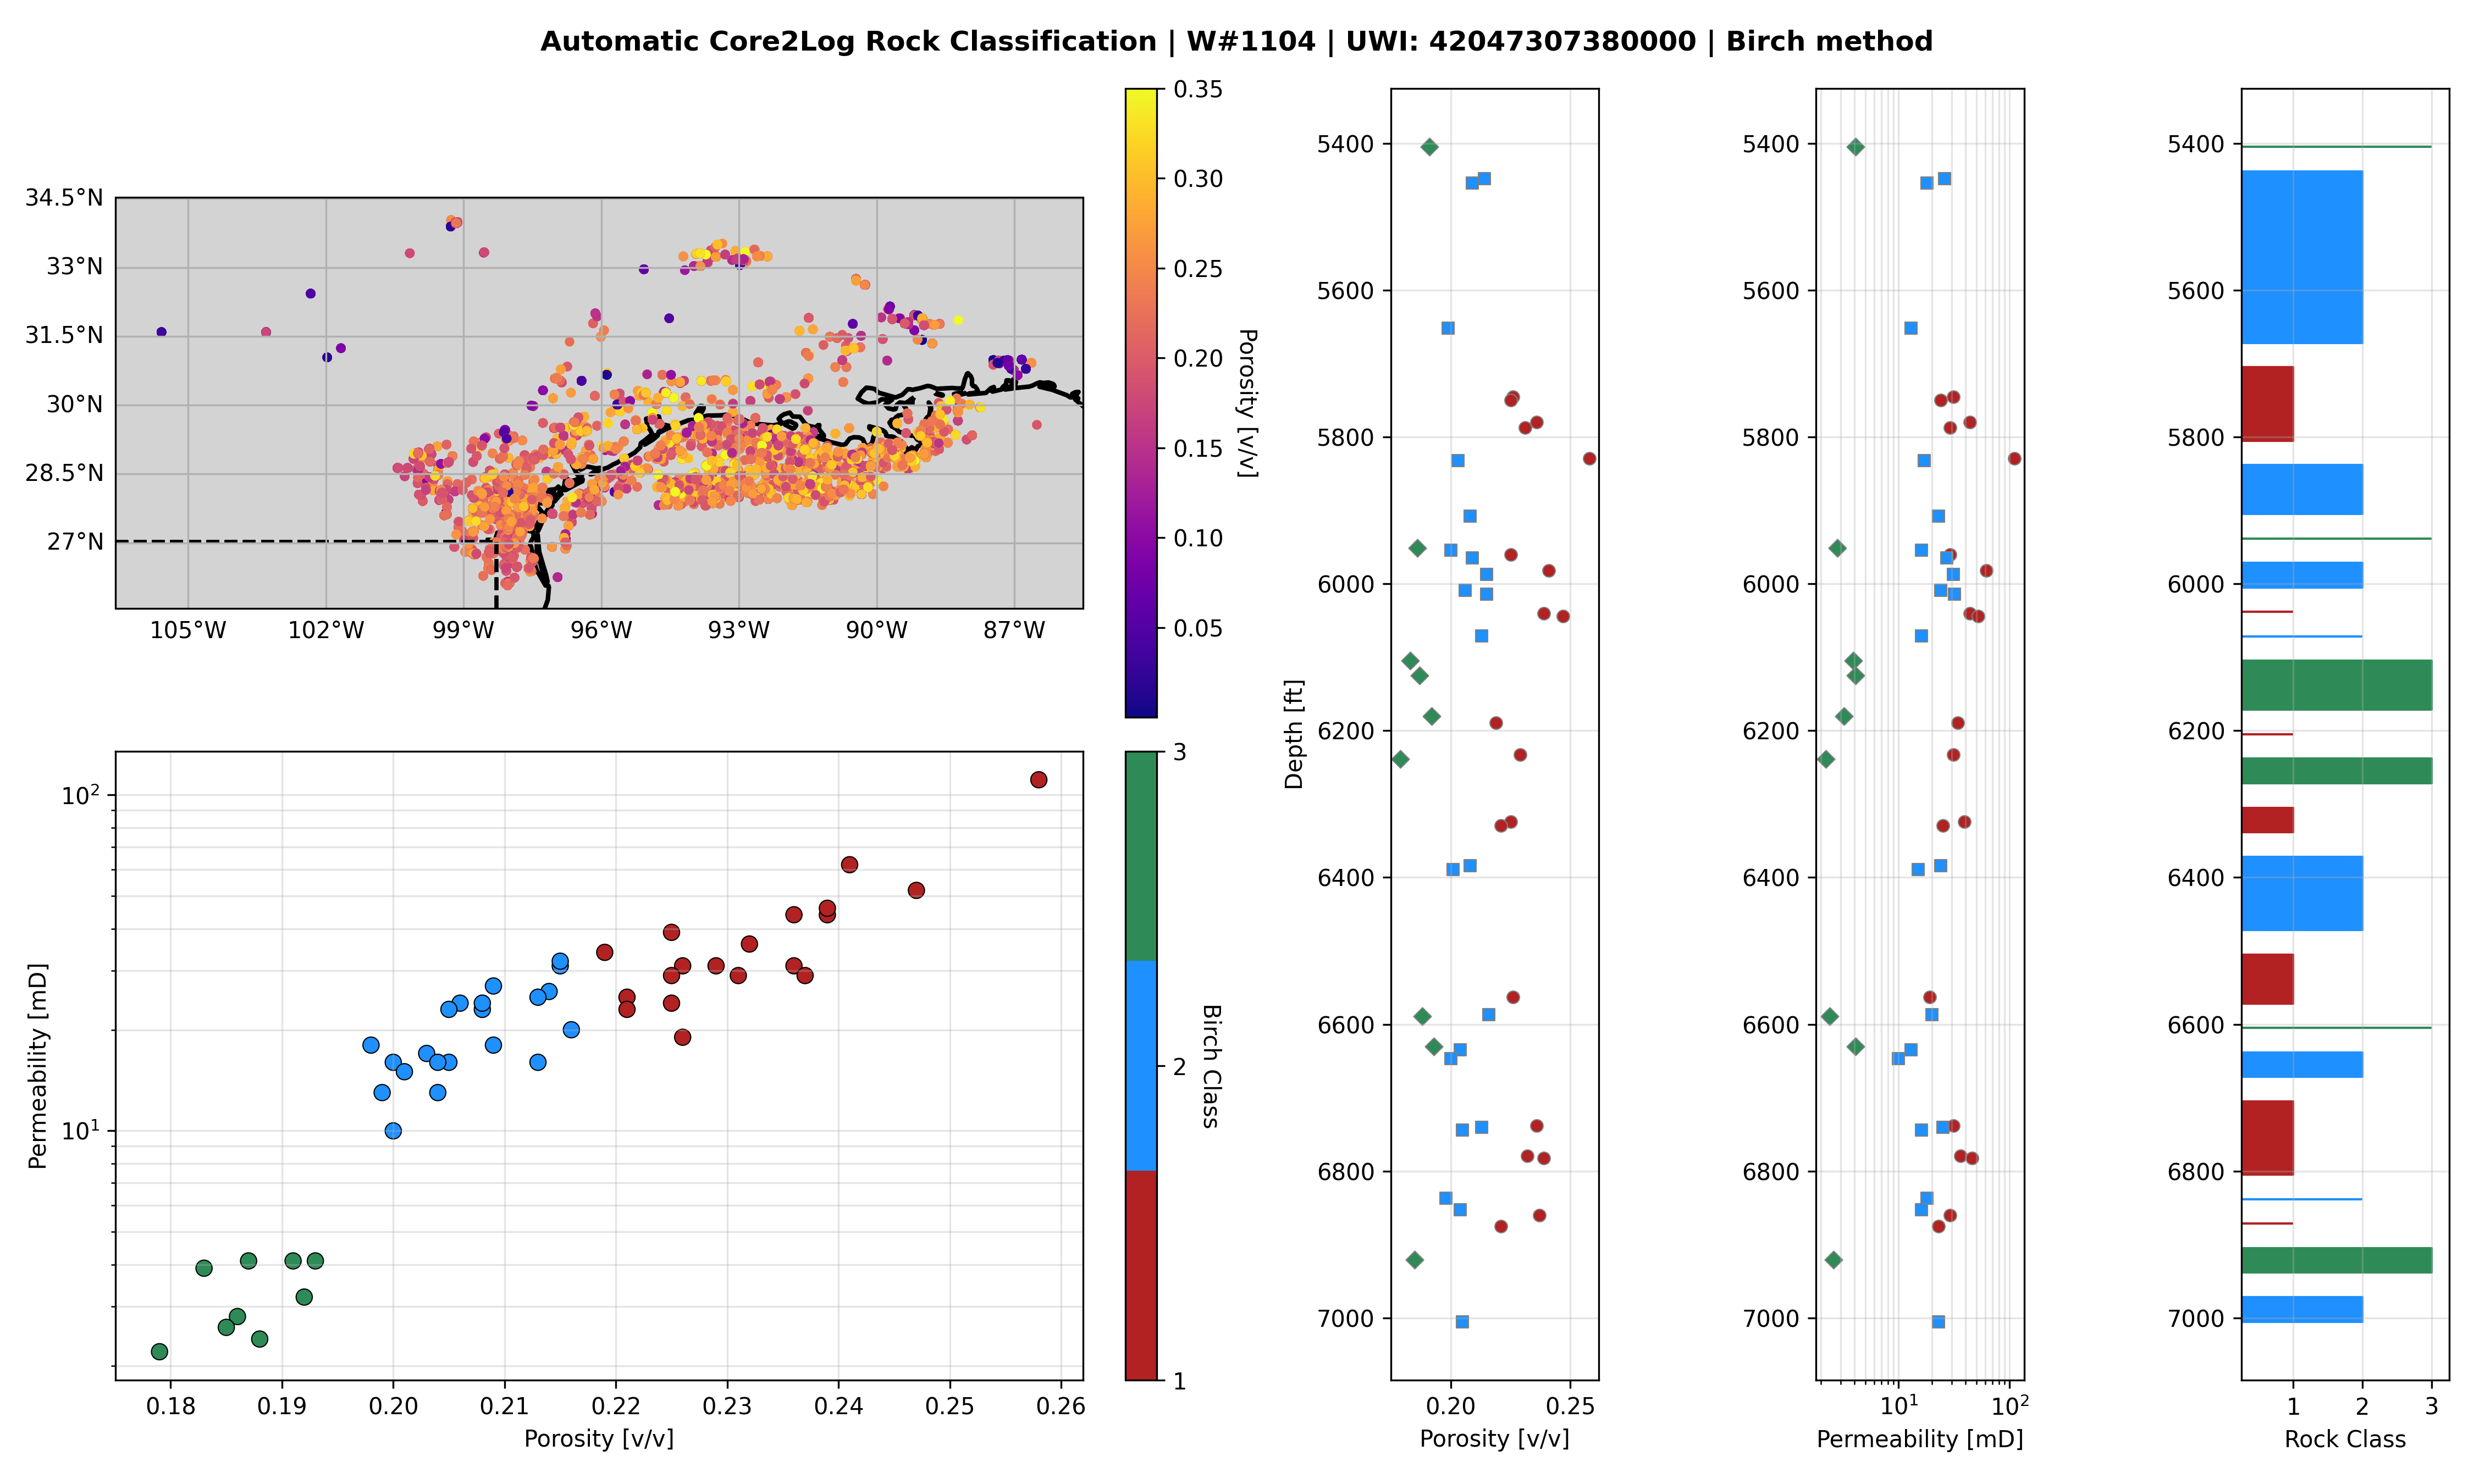 Automatic Core2Log Rock Classification | W#1104 | UWI: 42047307380000 | Birch method
34.5°N
33°N
31.5°N
30°N
28.5°N
27°N
105°W 102°W 99°W 96°W 93°W 90°W 87°W
0.35
0.30
0.25
0.20
0.15
0.10
0.05
Porosity [v/v]
10²
10¹
Permeability [mD]
0.18 0.19 0.20 0.21 0.22 0.23 0.24 0.25 0.26
Porosity [v/v]
3
2
1
Birch Class
Depth [ft]
5400
5600
5800
6000
6200
6400
6600
6800
7000
0.20 0.25
Porosity [v/v]
5400
5600
5800
6000
6200
6400
6600
6800
7000
10¹ 10²
Permeability [mD]
5400
5600
5800
6000
6200
6400
6600
6800
7000
1 2 3
Rock Class